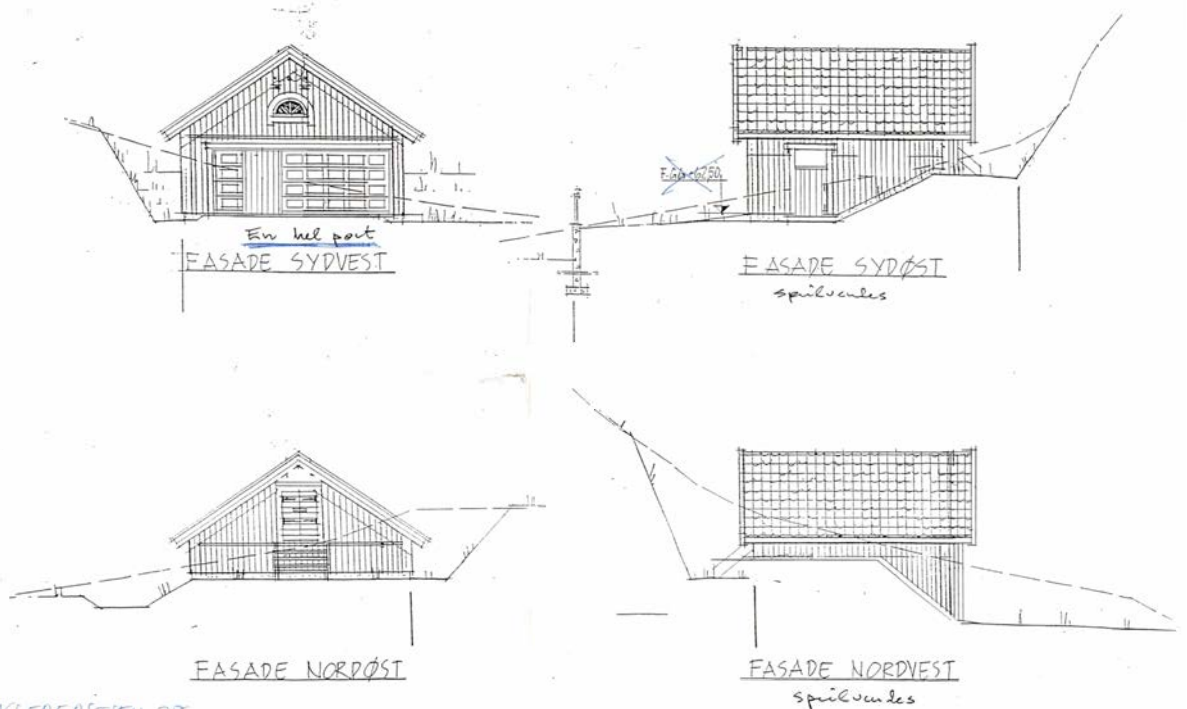 En hel port
FASADE SYDVEST
FASADE SYDØST
speilvendes
FASADE NORDØST
FASADE NORDVEST
speilvendes